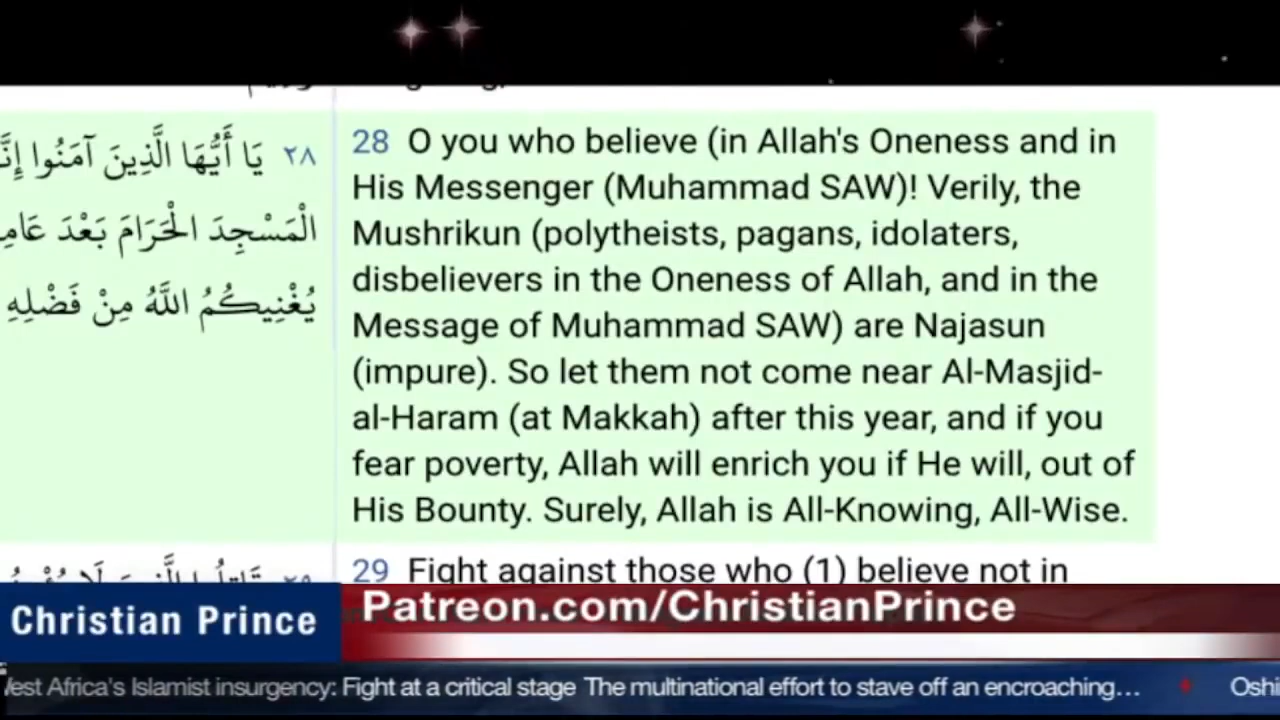 ٢٨ يَا أَيُّهَا الَّذِينَ آمَنُوا
الْمَسْجِدَ الْحَرَامَ بَعْدَ
يُغْنِيكُمُ اللَّهُ مِنْ فَضْلِهِ
28 O you who believe (in Allah's Oneness and in
His Messenger (Muhammad SAW)! Verily, the
Mushrikun (polytheists, pagans, idolaters,
disbelievers in the Oneness of Allah, and in the
Message of Muhammad SAW) are Najasun
(impure). So let them not come near Al-Masjid-
al-Haram (at Makkah) after this year, and if you
fear poverty, Allah will enrich you if He will, out of
His Bounty. Surely, Allah is All-Knowing, All-Wise.
29 Fight against those who (1) believe not in
Christian Prince
Patreon.com/ChristianPrince
Africa's Islamist insurgency: Fight at a critical stage The multinational effort to stave off an encroaching...